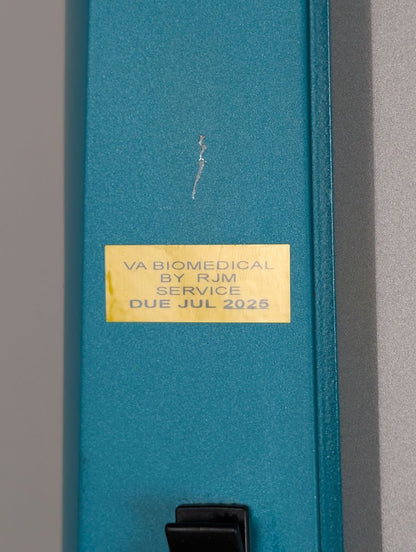 VA BIOMEDICAL
BY RJM
SERVICE
DUE JUL 2025